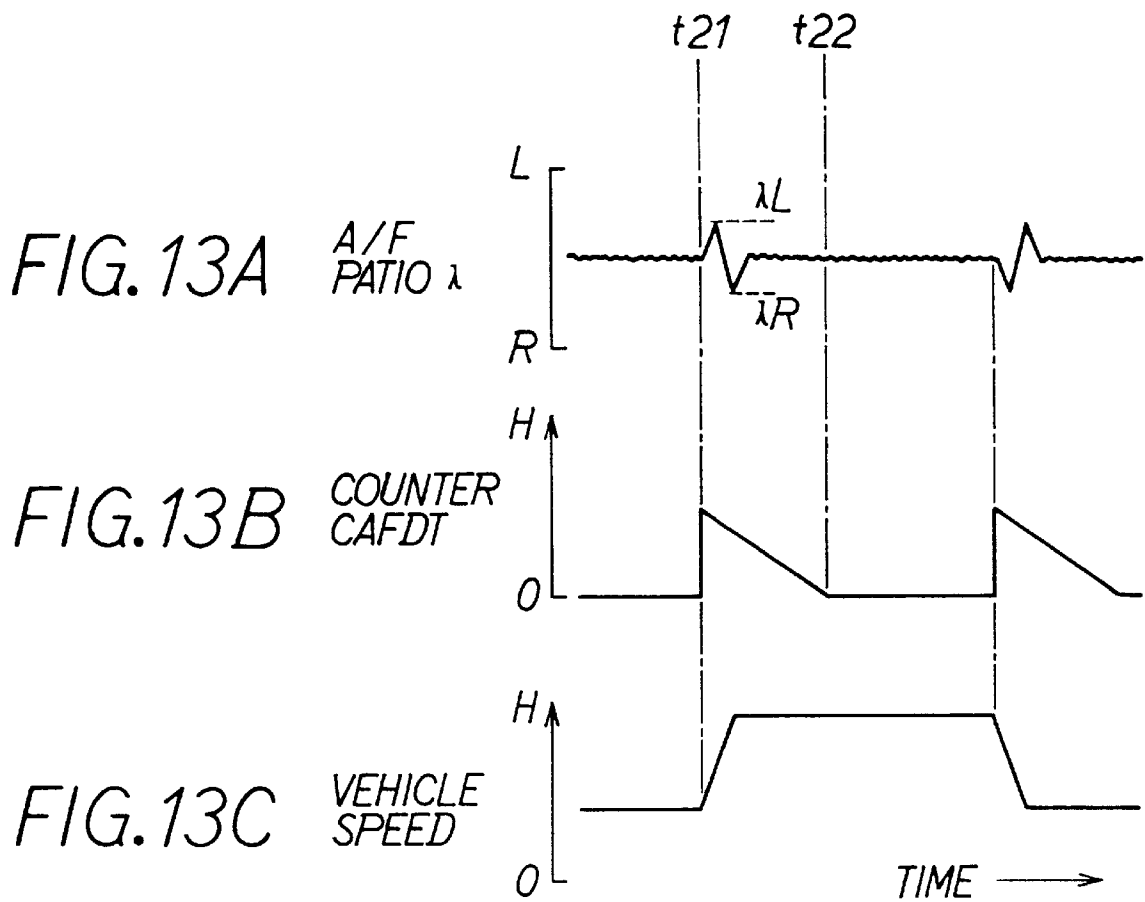 t21 t22
L
λL
FIG.13A A/F
PATIO λ
λR
R
H
FIG.13B COUNTER
CAFDT
0
H
FIG.13C VEHICLE
SPEED
0
TIME